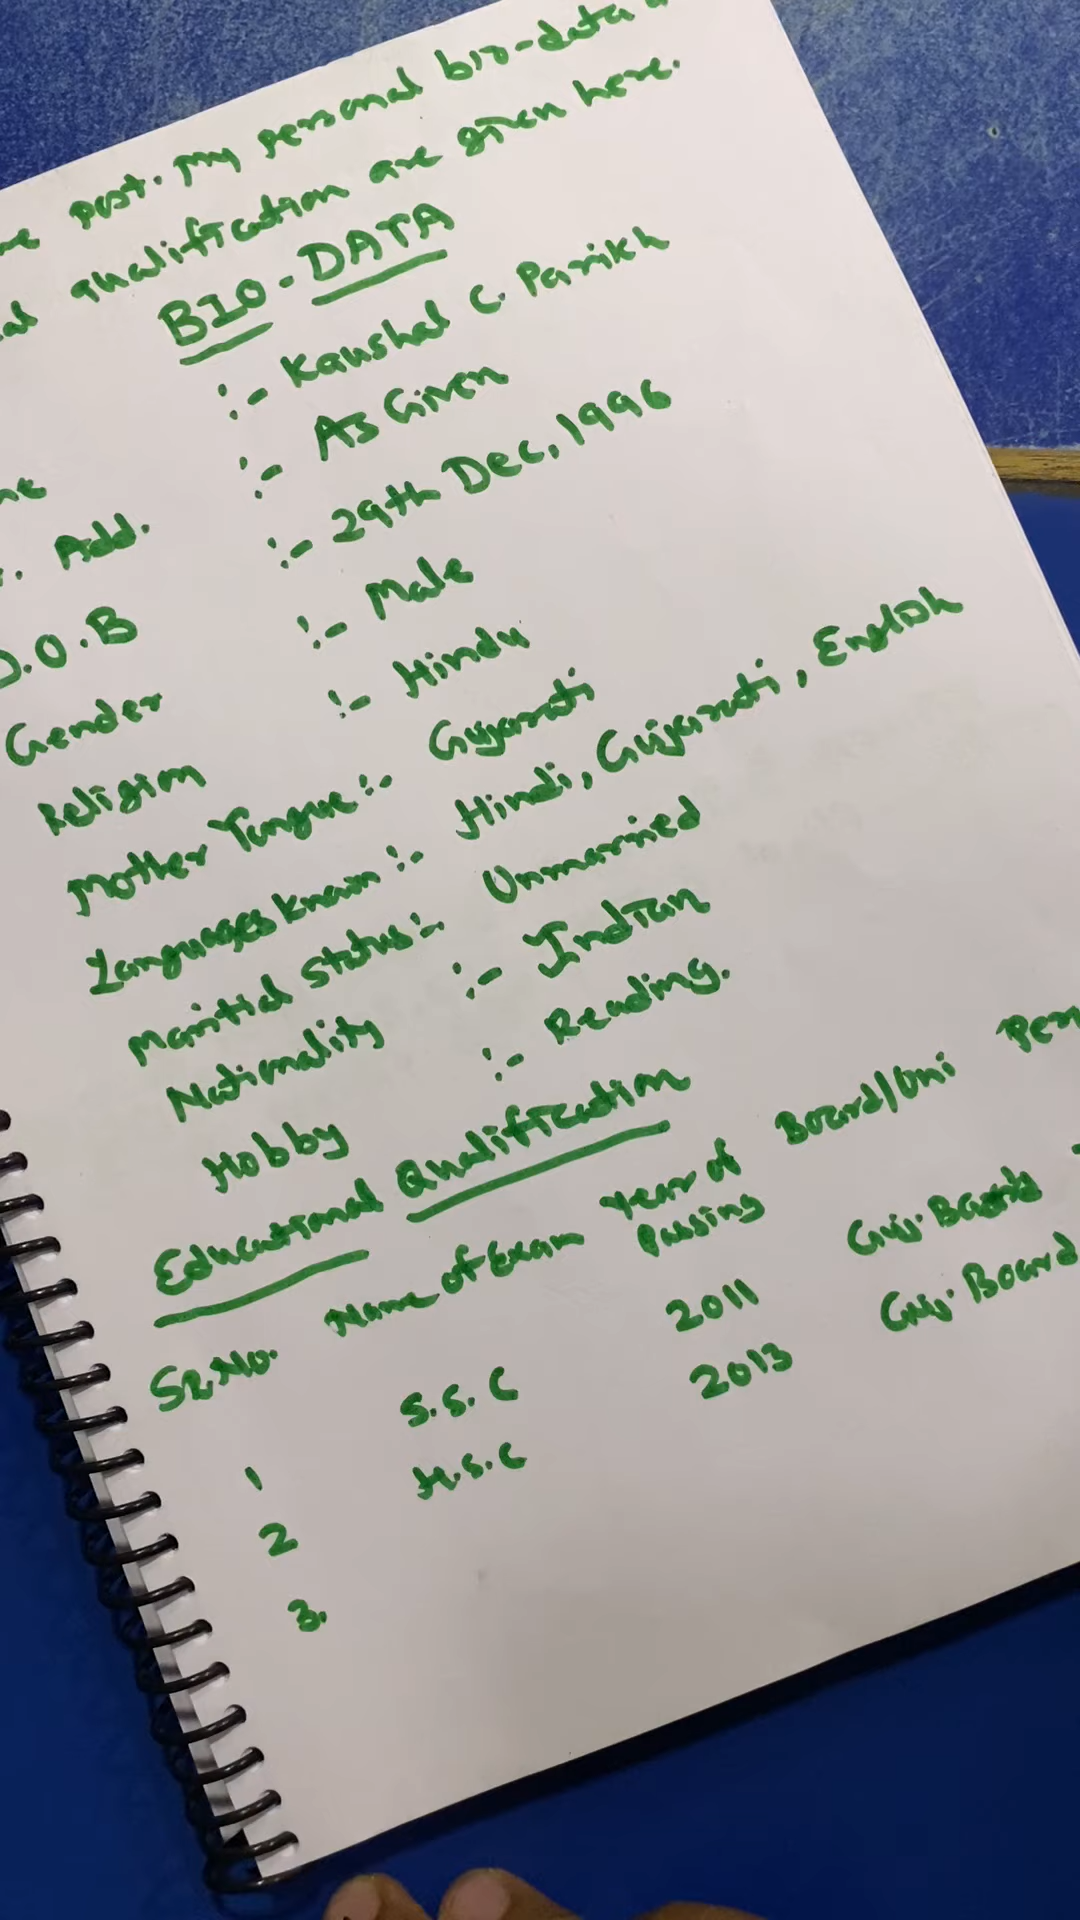 post. my personal bio-data
qualification are given here.
BIO-DATA
:- Kaushal C. Parikh
Add. :- As Given
D.O.B :- 29th Dec, 1996
Gender :- Male
Religion :- Hindu
Mother Tongue :- Gujarati
Languages Known :- Hindi, Gujarati, English
Maritial Status :- Unmarried
Nationality :- Indian
Hobby :- Reading.
Educational Qualification
Sr.No. Name of Exam Year of Passing Board/Uni
1 S.S.C 2011 Guj. Board
2 H.S.C 2013 Guj. Board
3.